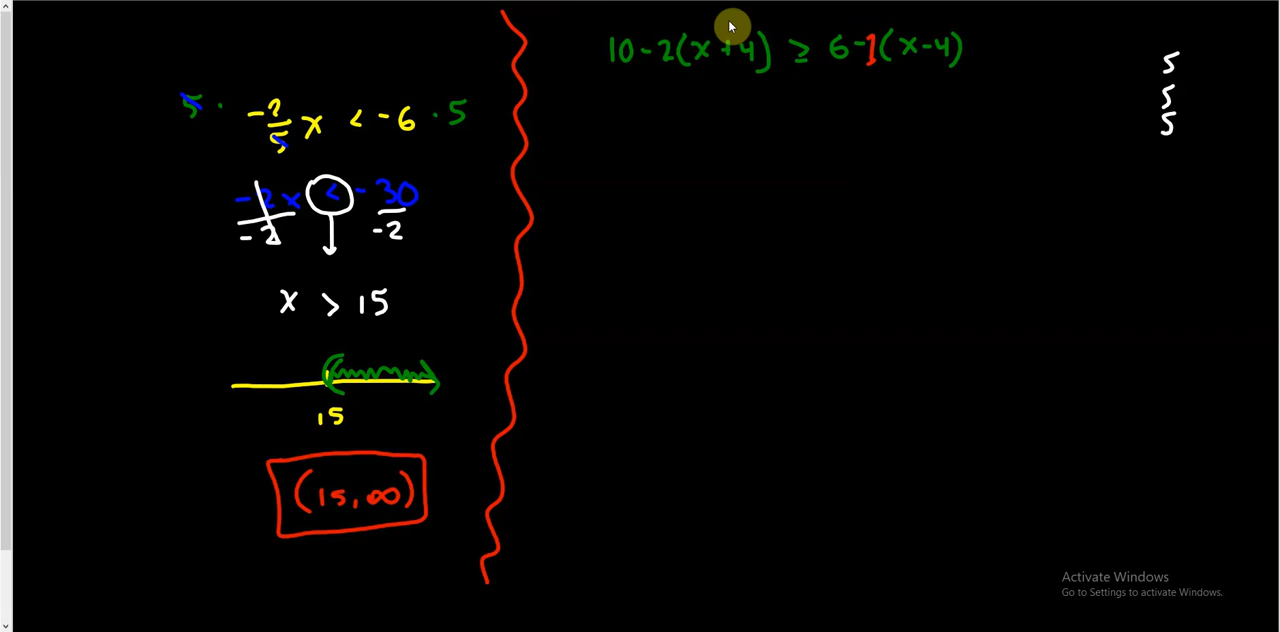 5 · -2/5 x < -6 · 5
-2x < -30
-2 -2
x > 15
15
(15, ∞)
10-2(x+4) ≥ 6-1(x-4)
5
5
5
Activate Windows
Go to Settings to activate Windows.